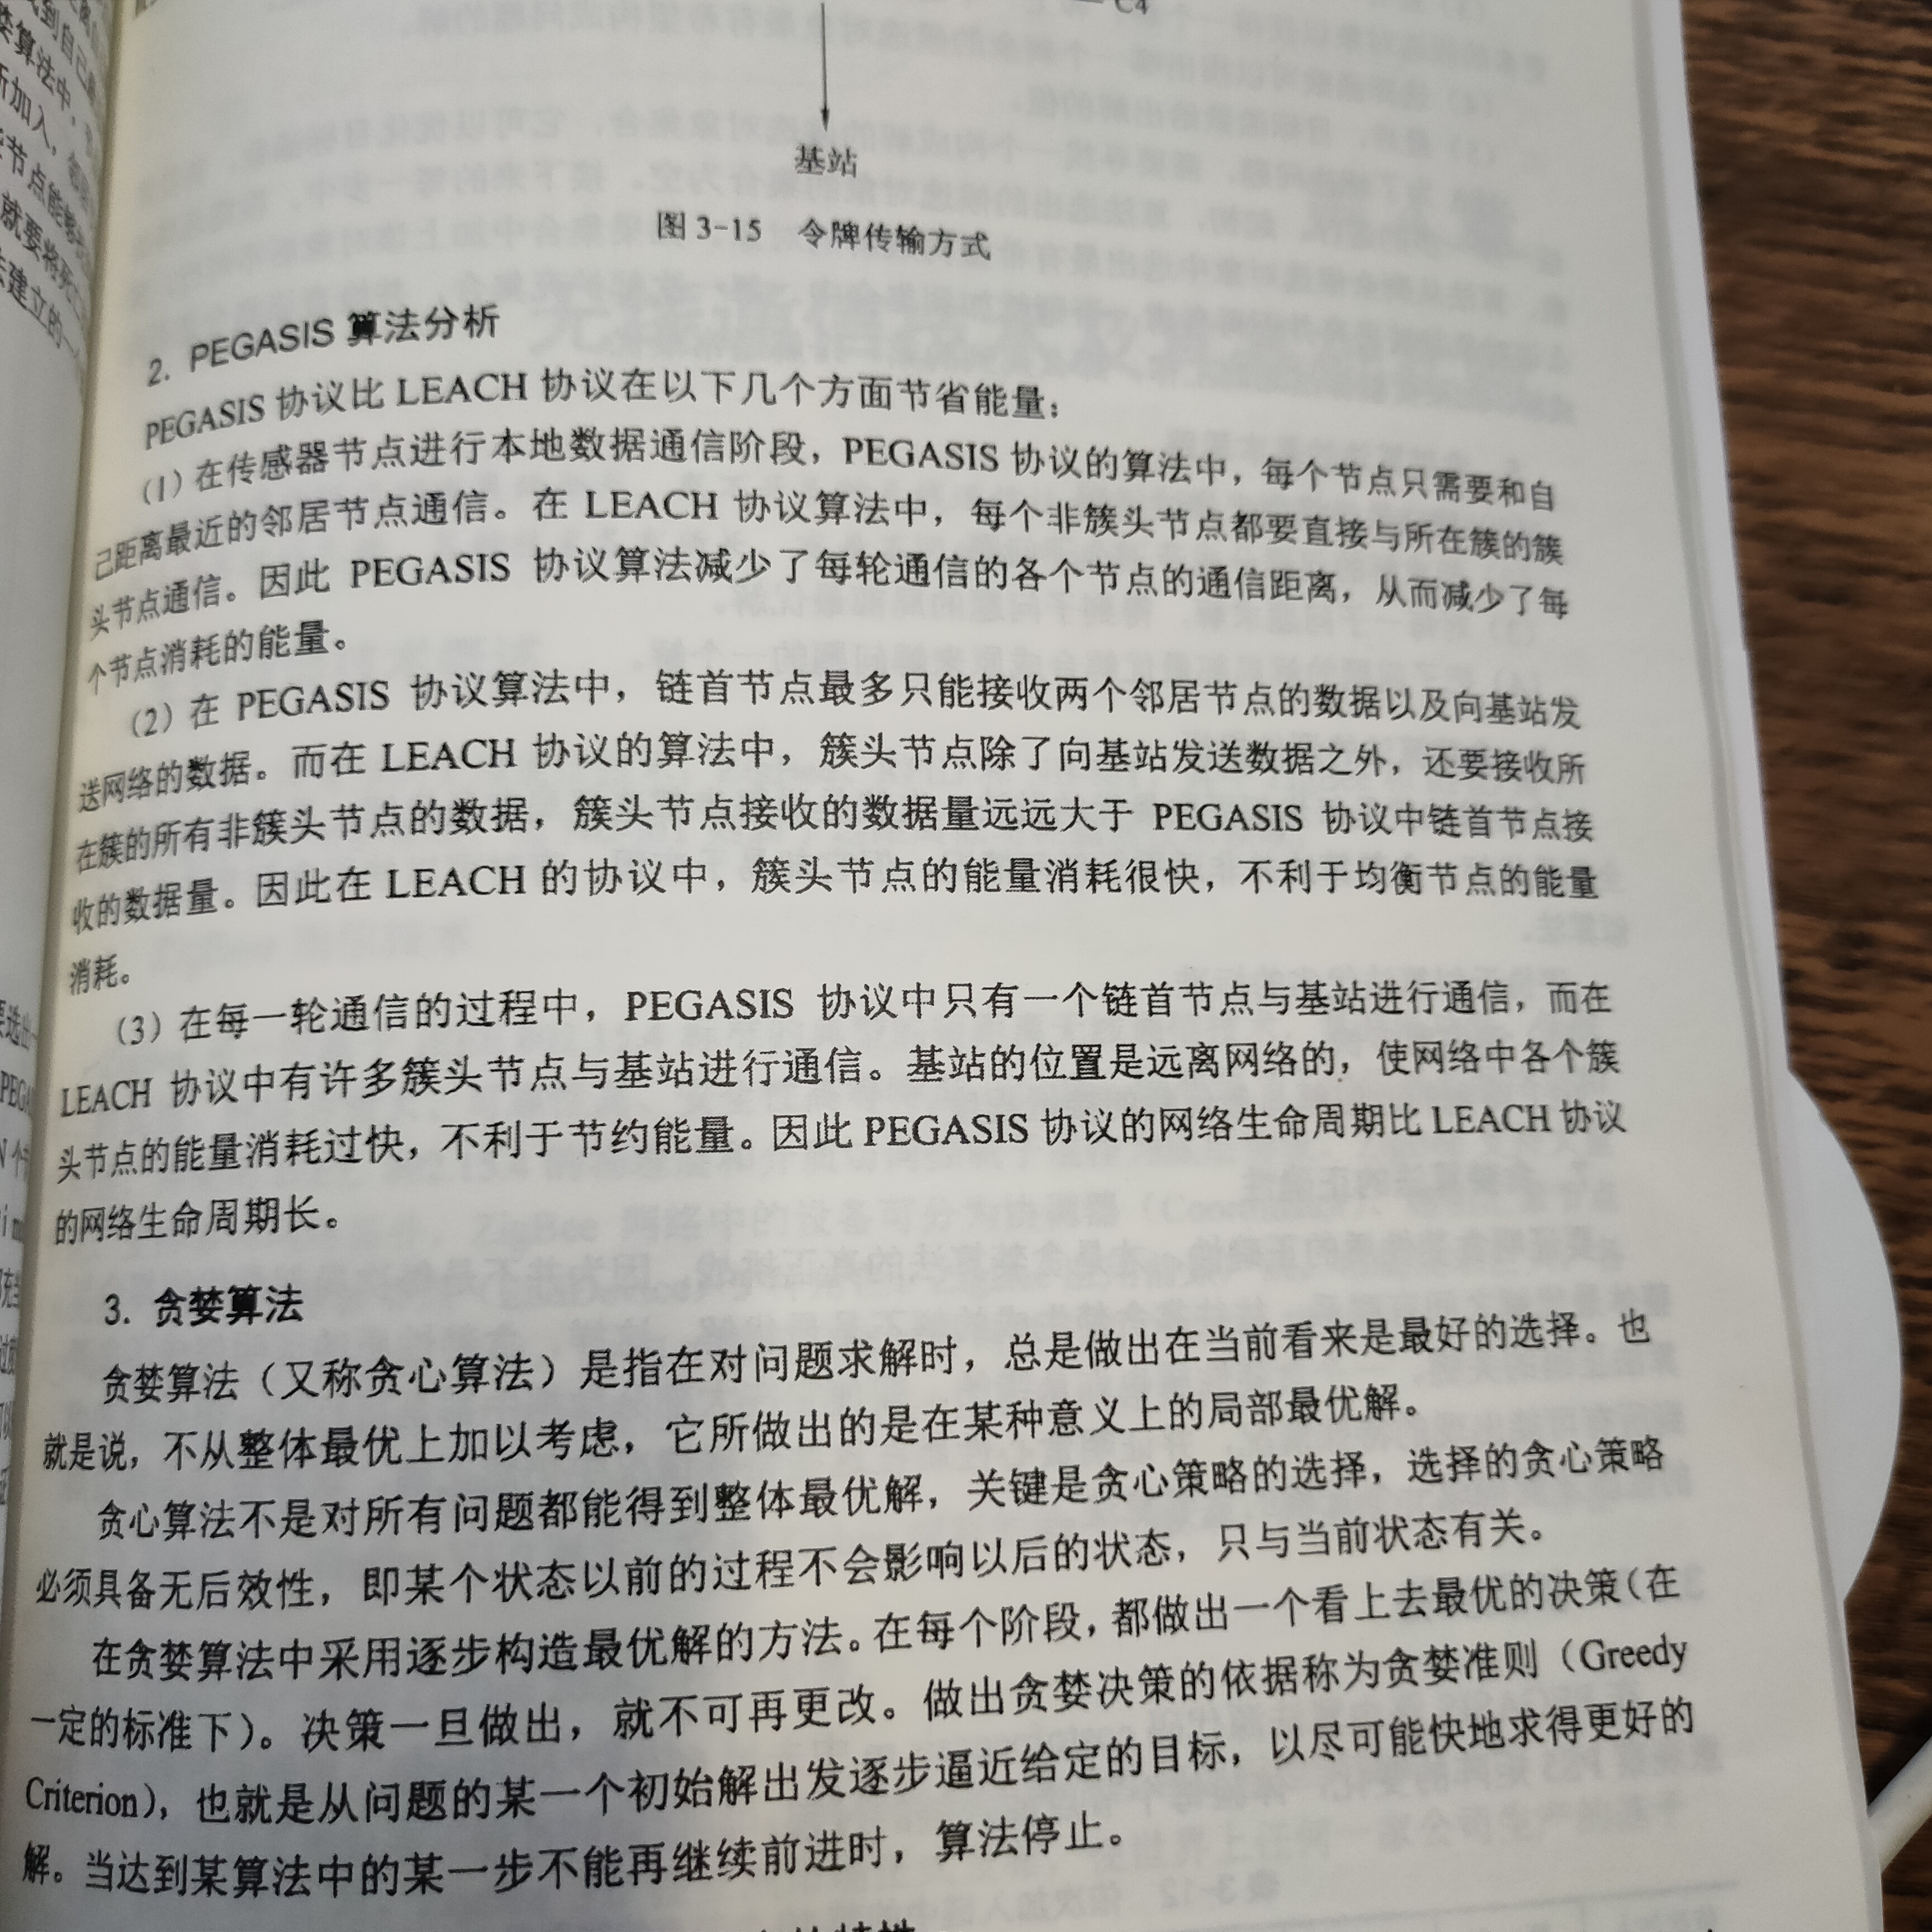 C4
基站
图 3-15 令牌传输方式
2. PEGASIS 算法分析
PEGASIS 协议比 LEACH 协议在以下几个方面节省能量：
（1）在传感器节点进行本地数据通信阶段，PEGASIS 协议的算法中，每个节点只需要和自
己距离最近的邻居节点通信。在 LEACH 协议算法中，每个非簇头节点都要直接与所在簇的簇
头节点通信。因此 PEGASIS 协议算法减少了每轮通信的各个节点的通信距离，从而减少了每
个节点消耗的能量。
（2）在 PEGASIS 协议算法中，链首节点最多只能接收两个邻居节点的数据以及向基站发
送网络的数据。而在 LEACH 协议的算法中，簇头节点除了向基站发送数据之外，还要接收所
在簇的所有非簇头节点的数据，簇头节点接收的数据量远远大于 PEGASIS 协议中链首节点接
收的数据量。因此在 LEACH 的协议中，簇头节点的能量消耗很快，不利于均衡节点的能量
消耗。
（3）在每一轮通信的过程中，PEGASIS 协议中只有一个链首节点与基站进行通信，而在
LEACH 协议中有许多簇头节点与基站进行通信。基站的位置是远离网络的，使网络中各个簇
头节点的能量消耗过快，不利于节约能量。因此 PEGASIS 协议的网络生命周期比 LEACH 协议
的网络生命周期长。
3. 贪婪算法
贪婪算法（又称贪心算法）是指在对问题求解时，总是做出在当前看来是最好的选择。也
就是说，不从整体最优上加以考虑，它所做出的是在某种意义上的局部最优解。
贪心算法不是对所有问题都能得到整体最优解，关键是贪心策略的选择，选择的贪心策略
必须具备无后效性，即某个状态以前的过程不会影响以后的状态，只与当前状态有关。
在贪婪算法中采用逐步构造最优解的方法。在每个阶段，都做出一个看上去最优的决策（在
一定的标准下）。决策一旦做出，就不可再更改。做出贪婪决策的依据称为贪婪准则（Greedy
Criterion），也就是从问题的某一个初始解出发逐步逼近给定的目标，以尽可能快地求得更好的
解。当达到某算法中的某一步不能再继续前进时，算法停止。